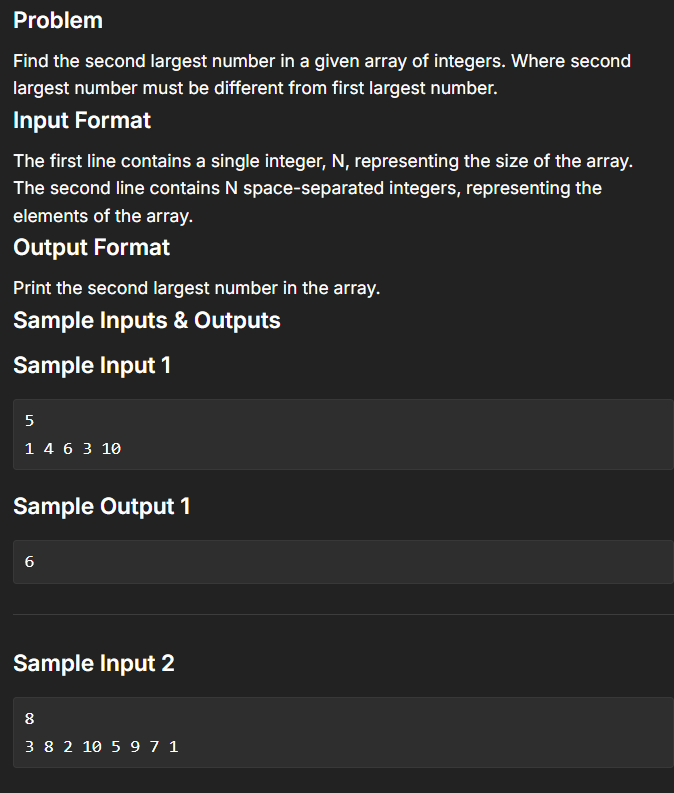 Problem
Find the second largest number in a given array of integers. Where second
largest number must be different from first largest number.
Input Format
The first line contains a single integer, N, representing the size of the array.
The second line contains N space-separated integers, representing the
elements of the array.
Output Format
Print the second largest number in the array.
Sample Inputs & Outputs
Sample Input 1
5
1 4 6 3 10
Sample Output 1
6
Sample Input 2
8
3 8 2 10 5 9 7 1